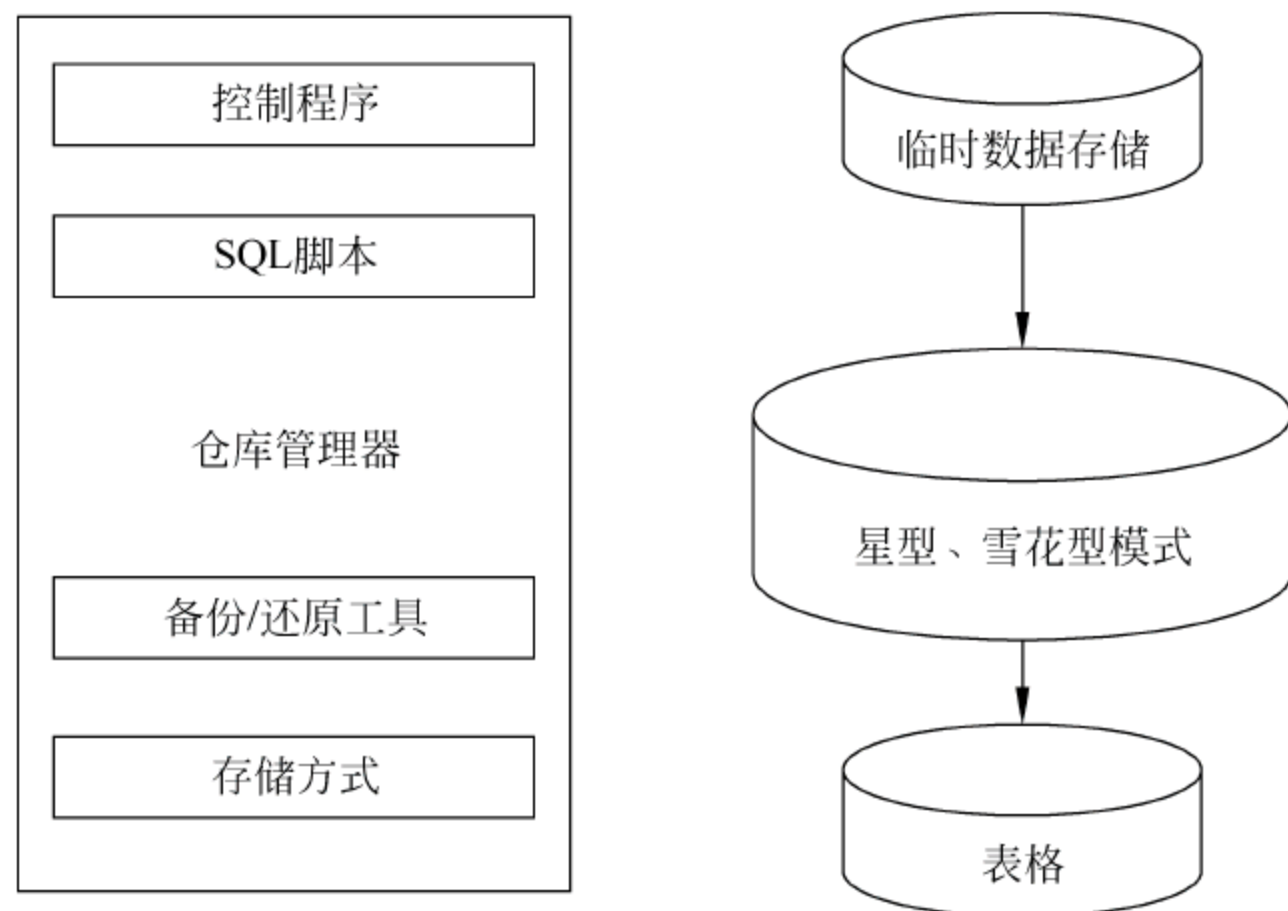 控制程序
SQL脚本
仓库管理器
备份/还原工具
存储方式
临时数据存储
星型、雪花型模式
表格